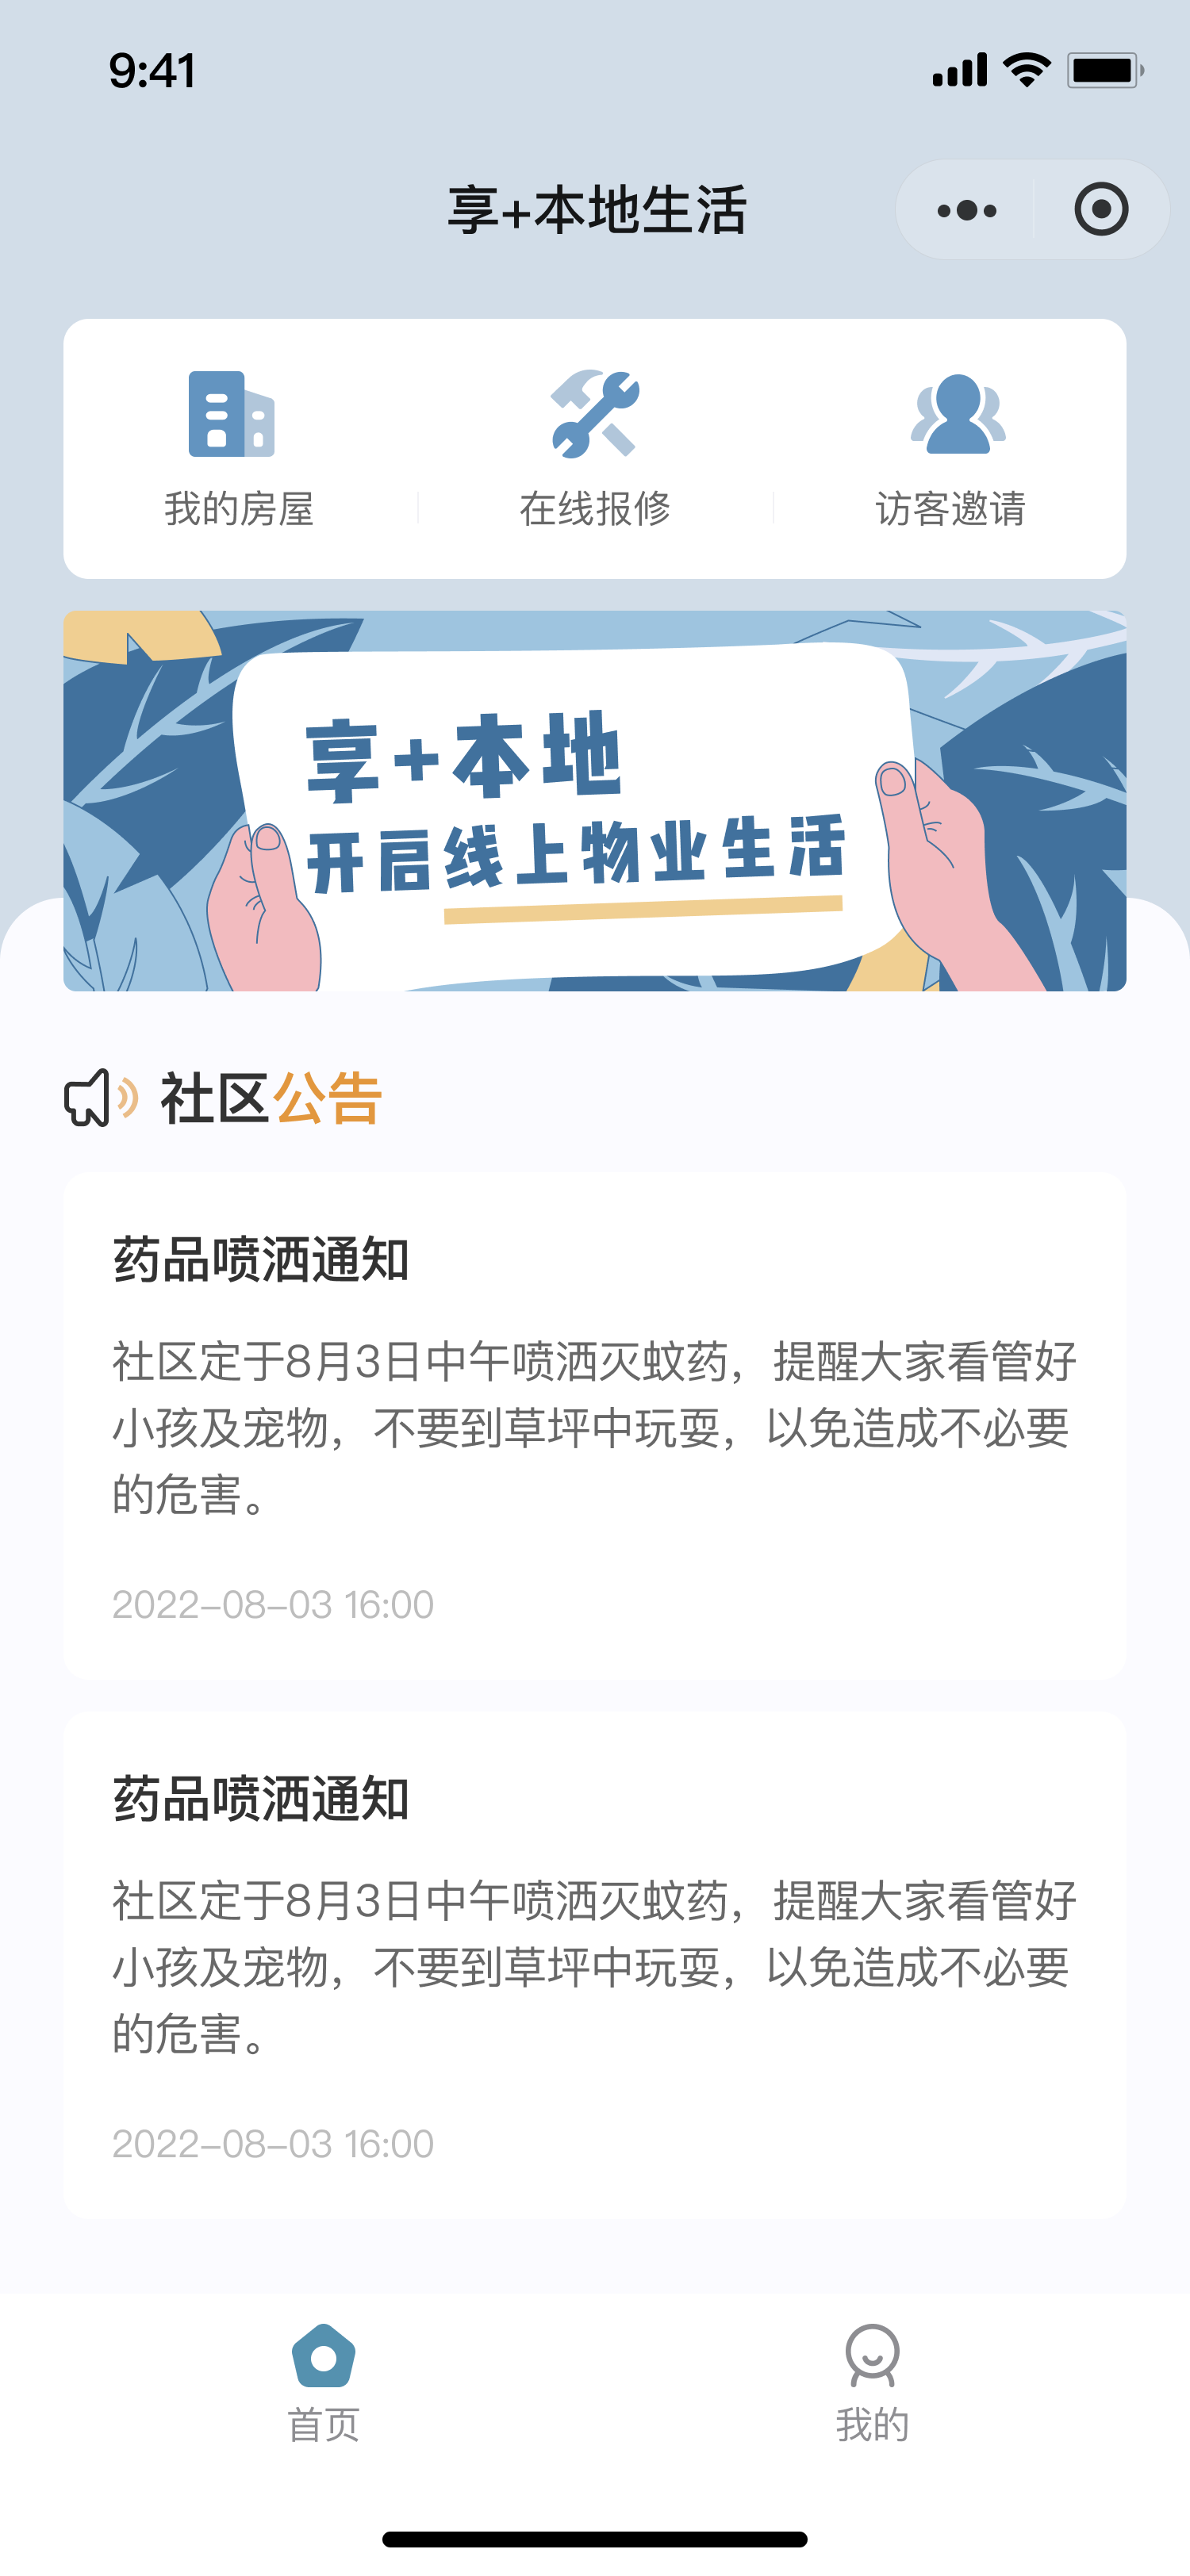 9:41
享+本地生活
我的房屋
在线报修
访客邀请
享+本地
开启线上物业生活
社区公告
药品喷洒通知
社区定于8月3日中午喷洒灭蚊药，提醒大家看管好
小孩及宠物，不要到草坪中玩耍，以免造成不必要
的危害。
2022-08-03 16:00
药品喷洒通知
社区定于8月3日中午喷洒灭蚊药，提醒大家看管好
小孩及宠物，不要到草坪中玩耍，以免造成不必要
的危害。
2022-08-03 16:00
首页
我的